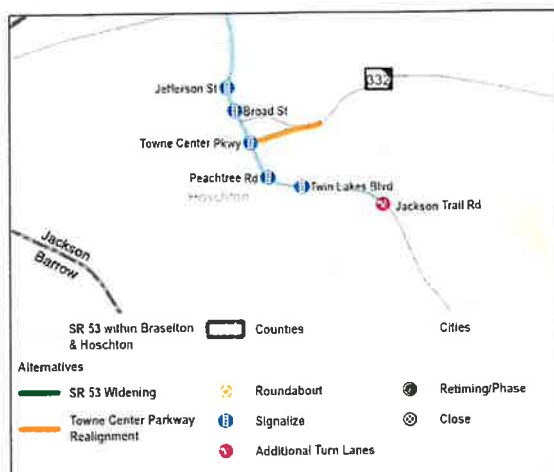 Jefferson St
332
Broad St
Towne Center Pkwy
Peachtree Rd
Twin Lakes Blvd
Hoschton
Jackson Trail Rd
Jackson
Barrow
SR 53 within Braselton
& Hoschton
Counties
Cities
Alternatives
SR 53 Widening
Roundabout
Retiming/Phase
Towne Center Parkway
Realignment
Signalize
Close
Additional Turn Lanes